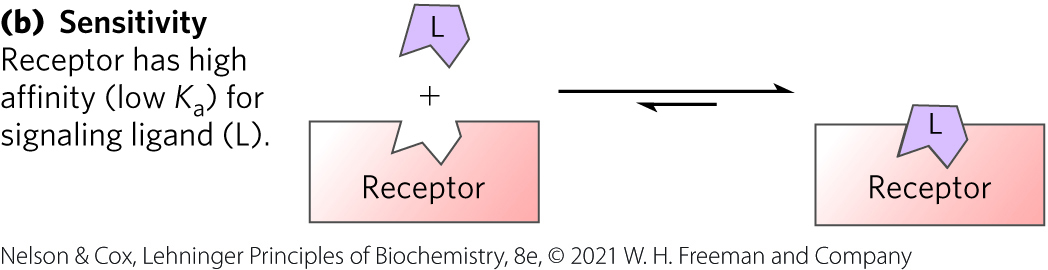 (b) Sensitivity
Receptor has high
affinity (low Ka) for
signaling ligand (L).
L
+
Receptor
L
Receptor
Nelson & Cox, Lehninger Principles of Biochemistry, 8e, © 2021 W. H. Freeman and Company